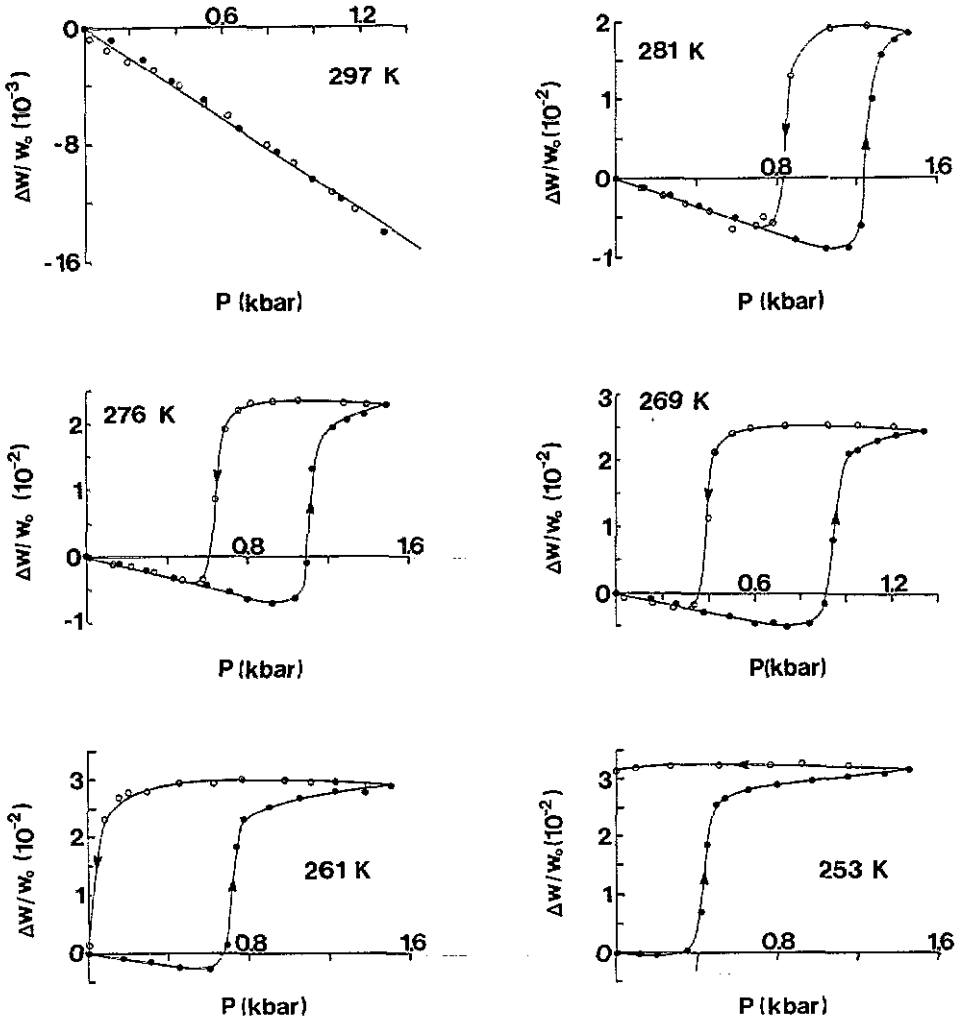 0 0.6 1.2
-8
-16
297 K
ΔW/W₀ (10⁻³)
P (kbar)
2
1
0
-1
281 K
0.8 1.6
ΔW/W₀ (10⁻²)
P (kbar)
276 K
2
1
0
-1
0.8 1.6
ΔW/W₀ (10⁻²)
P (kbar)
269 K
3
2
1
0
0.6 1.2
ΔW/W₀ (10⁻²)
P(kbar)
3
2
1
0
261 K
0.8 1.6
ΔW/W₀ (10⁻²)
P (kbar)
3
2
1
0
253 K
0.8 1.6
ΔW/W₀ (10⁻²)
P (kbar)